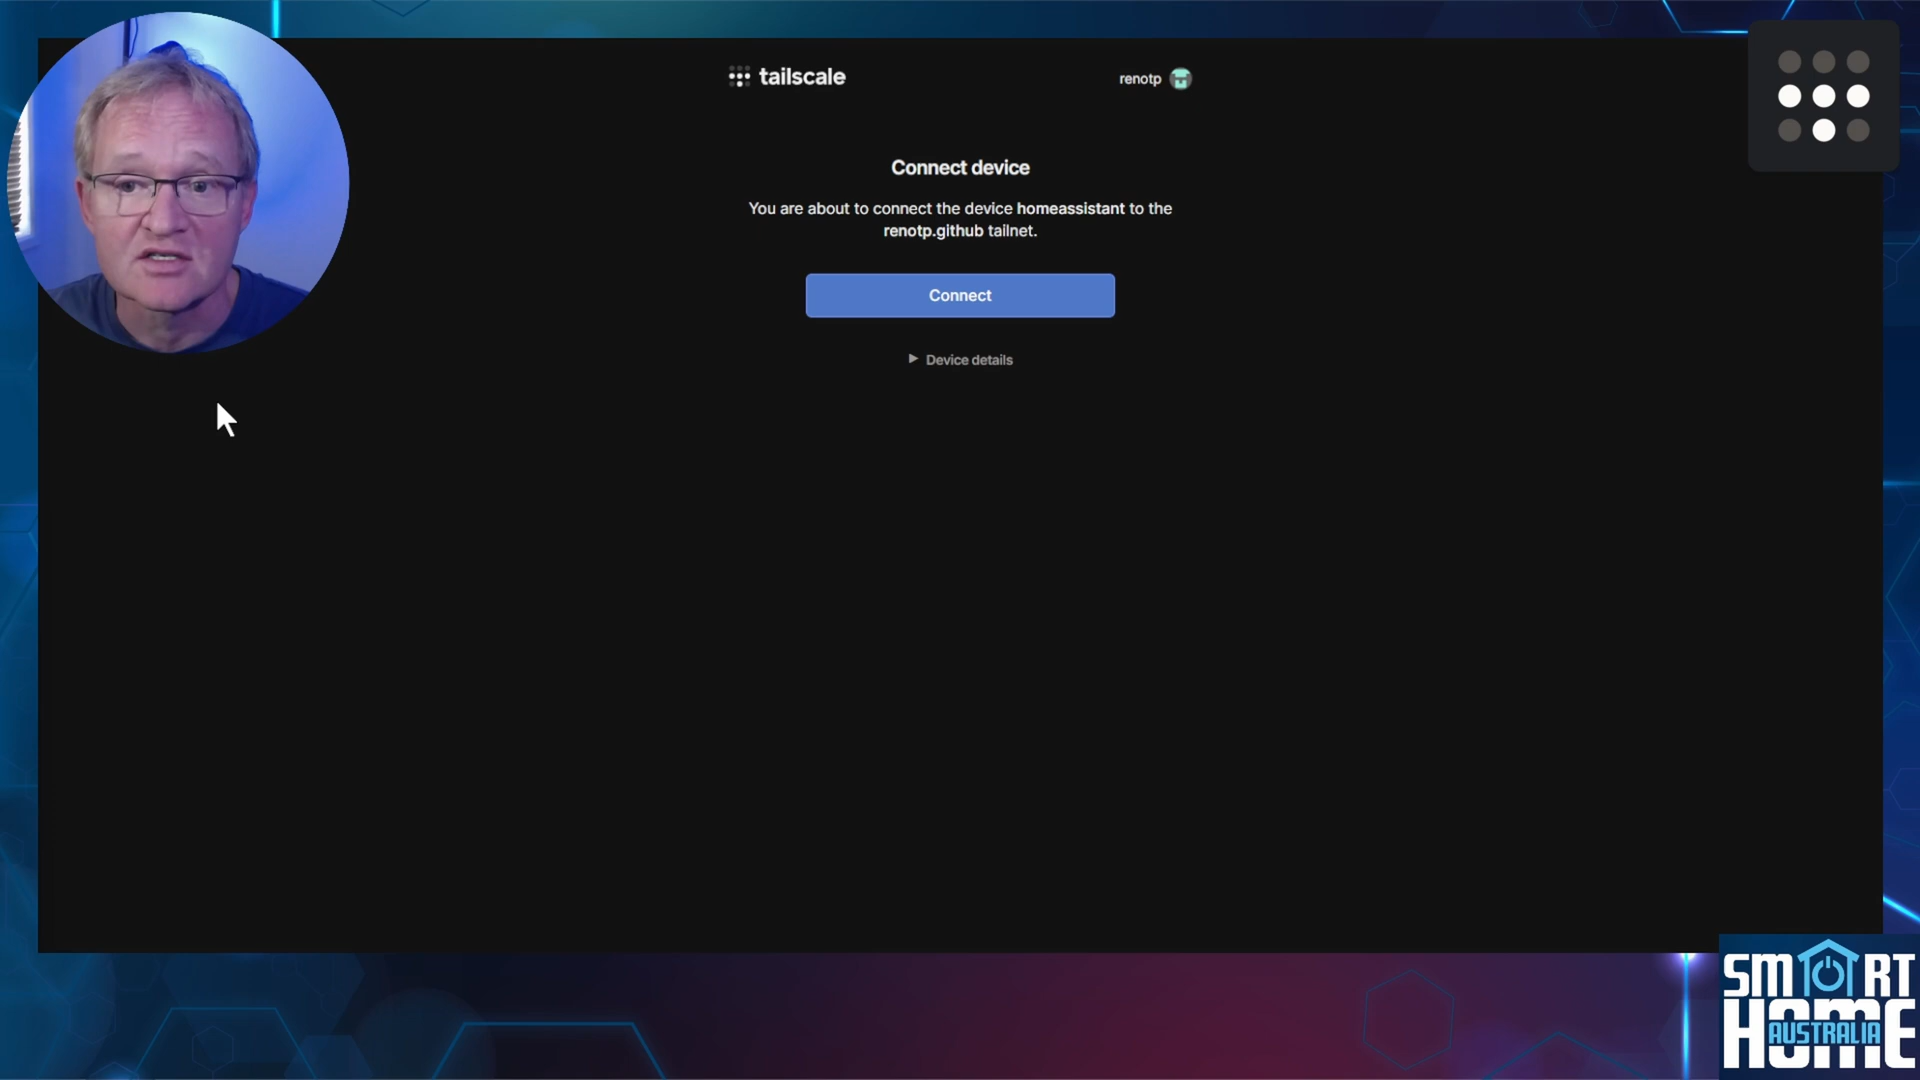 tailscale
renotp
Connect device
You are about to connect the device homeassistant to the
renotp.github tailnet.
Connect
Device details
SMART
HOME
AUSTRALIA